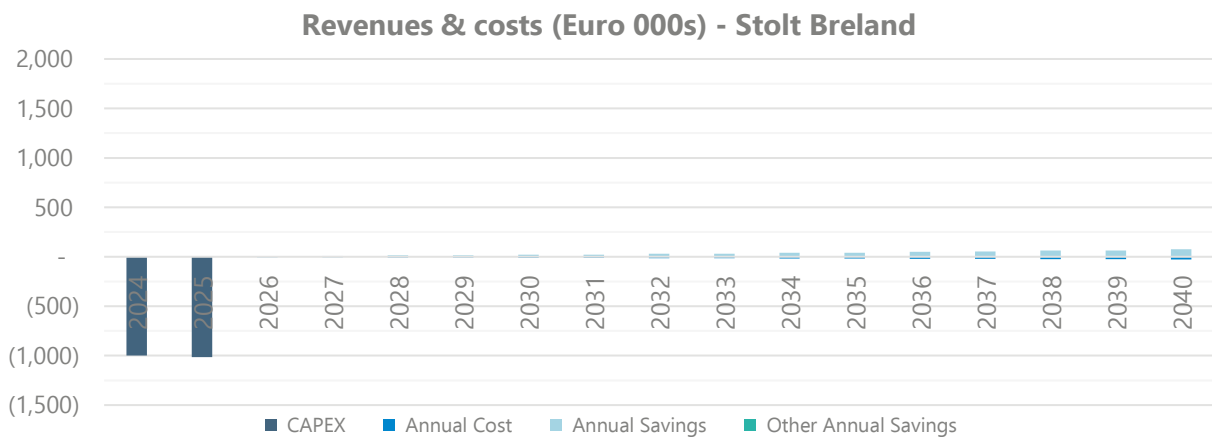 Revenues & costs (Euro 000s) - Stolt Breland
2,000
1,500
1,000
500
-
(500)
(1,000)
(1,500)
2024 2025 2026 2027 2028 2029 2030 2031 2032 2033 2034 2035 2036 2037 2038 2039 2040
CAPEX Annual Cost Annual Savings Other Annual Savings